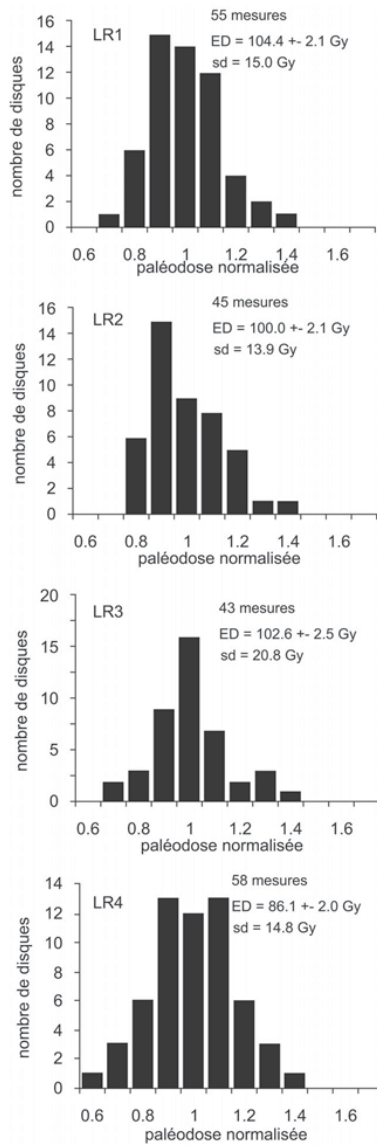 LR1
55 mesures
ED = 104.4 +- 2.1 Gy
sd = 15.0 Gy
nombre de disques
16
14
12
10
8
6
4
2
0
0.6 0.8 1 1.2 1.4 1.6
paléodose normalisée
LR2
45 mesures
ED = 100.0 +- 2.1 Gy
sd = 13.9 Gy
nombre de disques
16
14
12
10
8
6
4
2
0
0.6 0.8 1 1.2 1.4 1.6
paléodose normalisée
LR3
43 mesures
ED = 102.6 +- 2.5 Gy
sd = 20.8 Gy
nombre de disques
20
15
10
5
0
0.6 0.8 1 1.2 1.4 1.6
paléodose normalisée
LR4
58 mesures
ED = 86.1 +- 2.0 Gy
sd = 14.8 Gy
nombre de disques
14
12
10
8
6
4
2
0
0.6 0.8 1 1.2 1.4 1.6
paléodose normalisée